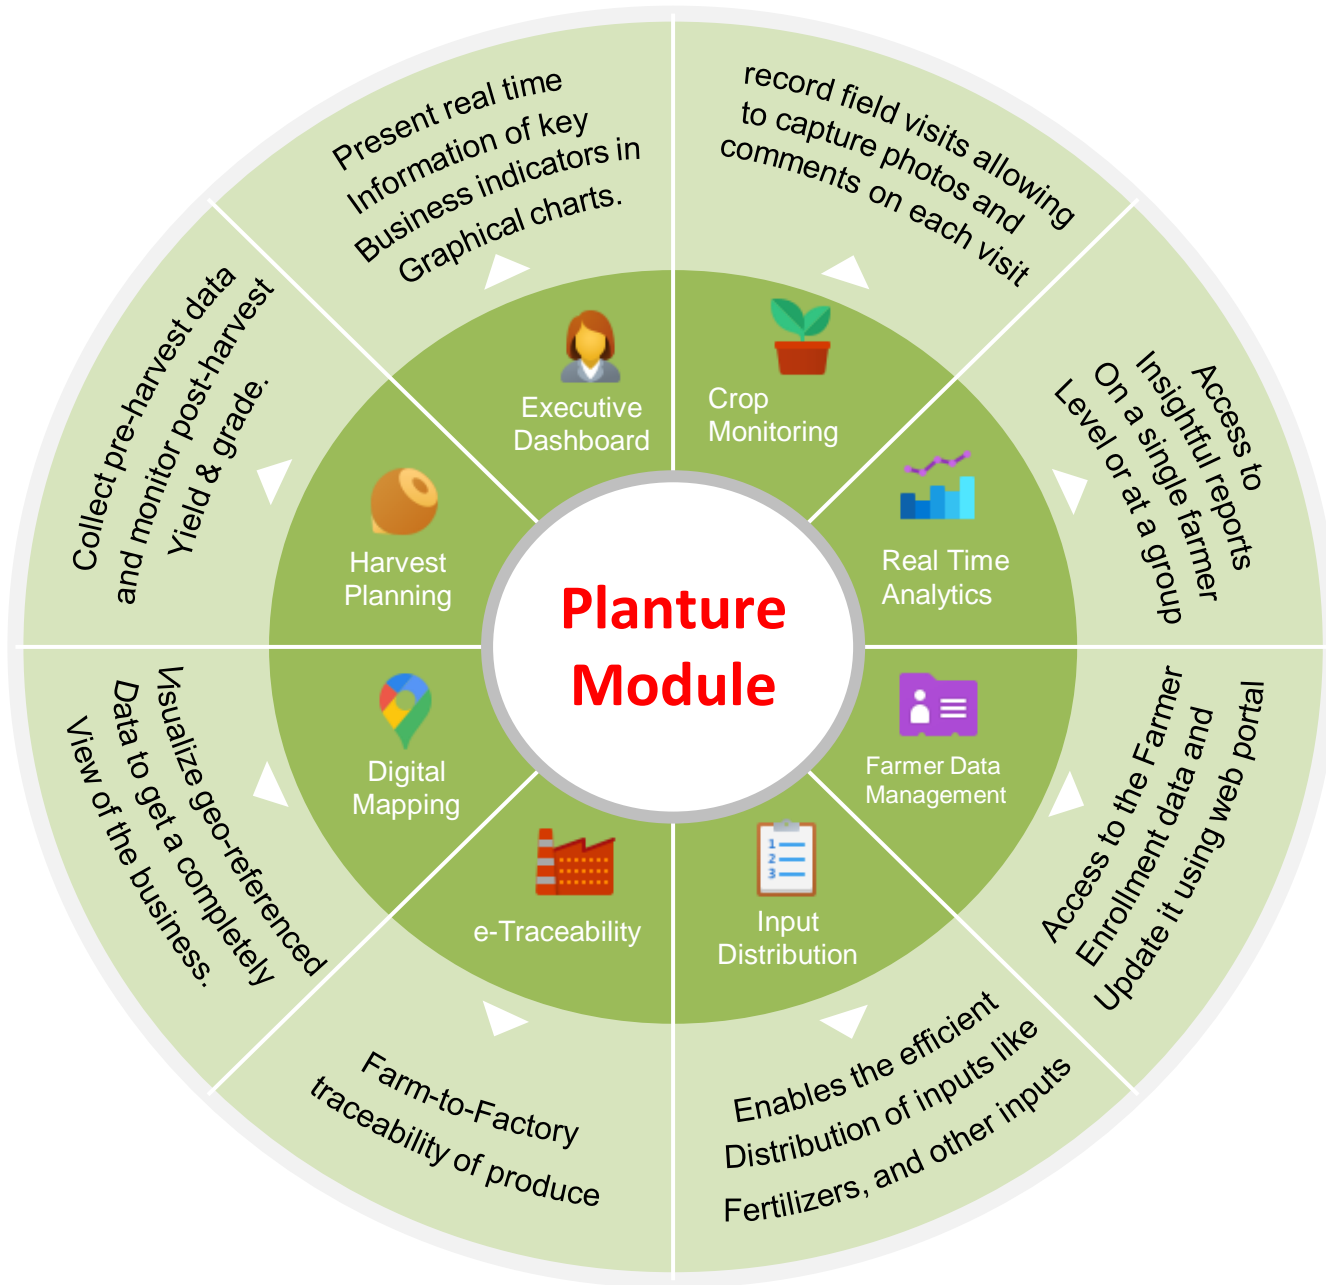 Planture
Module
record field visits allowing
to capture photos and
comments on each visit
Crop
Monitoring
Access to
Insightful reports
On a single farmer
Level or at a group
Real Time
Analytics
Access to the Farmer
Enrollment data and
Update it using web portal
Farmer Data
Management
Enables the efficient
Distribution of inputs like
Fertilizers, and other inputs
1
2
3
Input
Distribution
Farm-to-Factory
traceability of produce
e-Traceability
Visualize geo-referenced
Data to get a completely
View of the business.
Digital
Mapping
Collect pre-harvest data
and monitor post-harvest
Yield & grade.
Harvest
Planning
Present real time
Information of key
Business indicators in
Graphical charts.
Executive
Dashboard